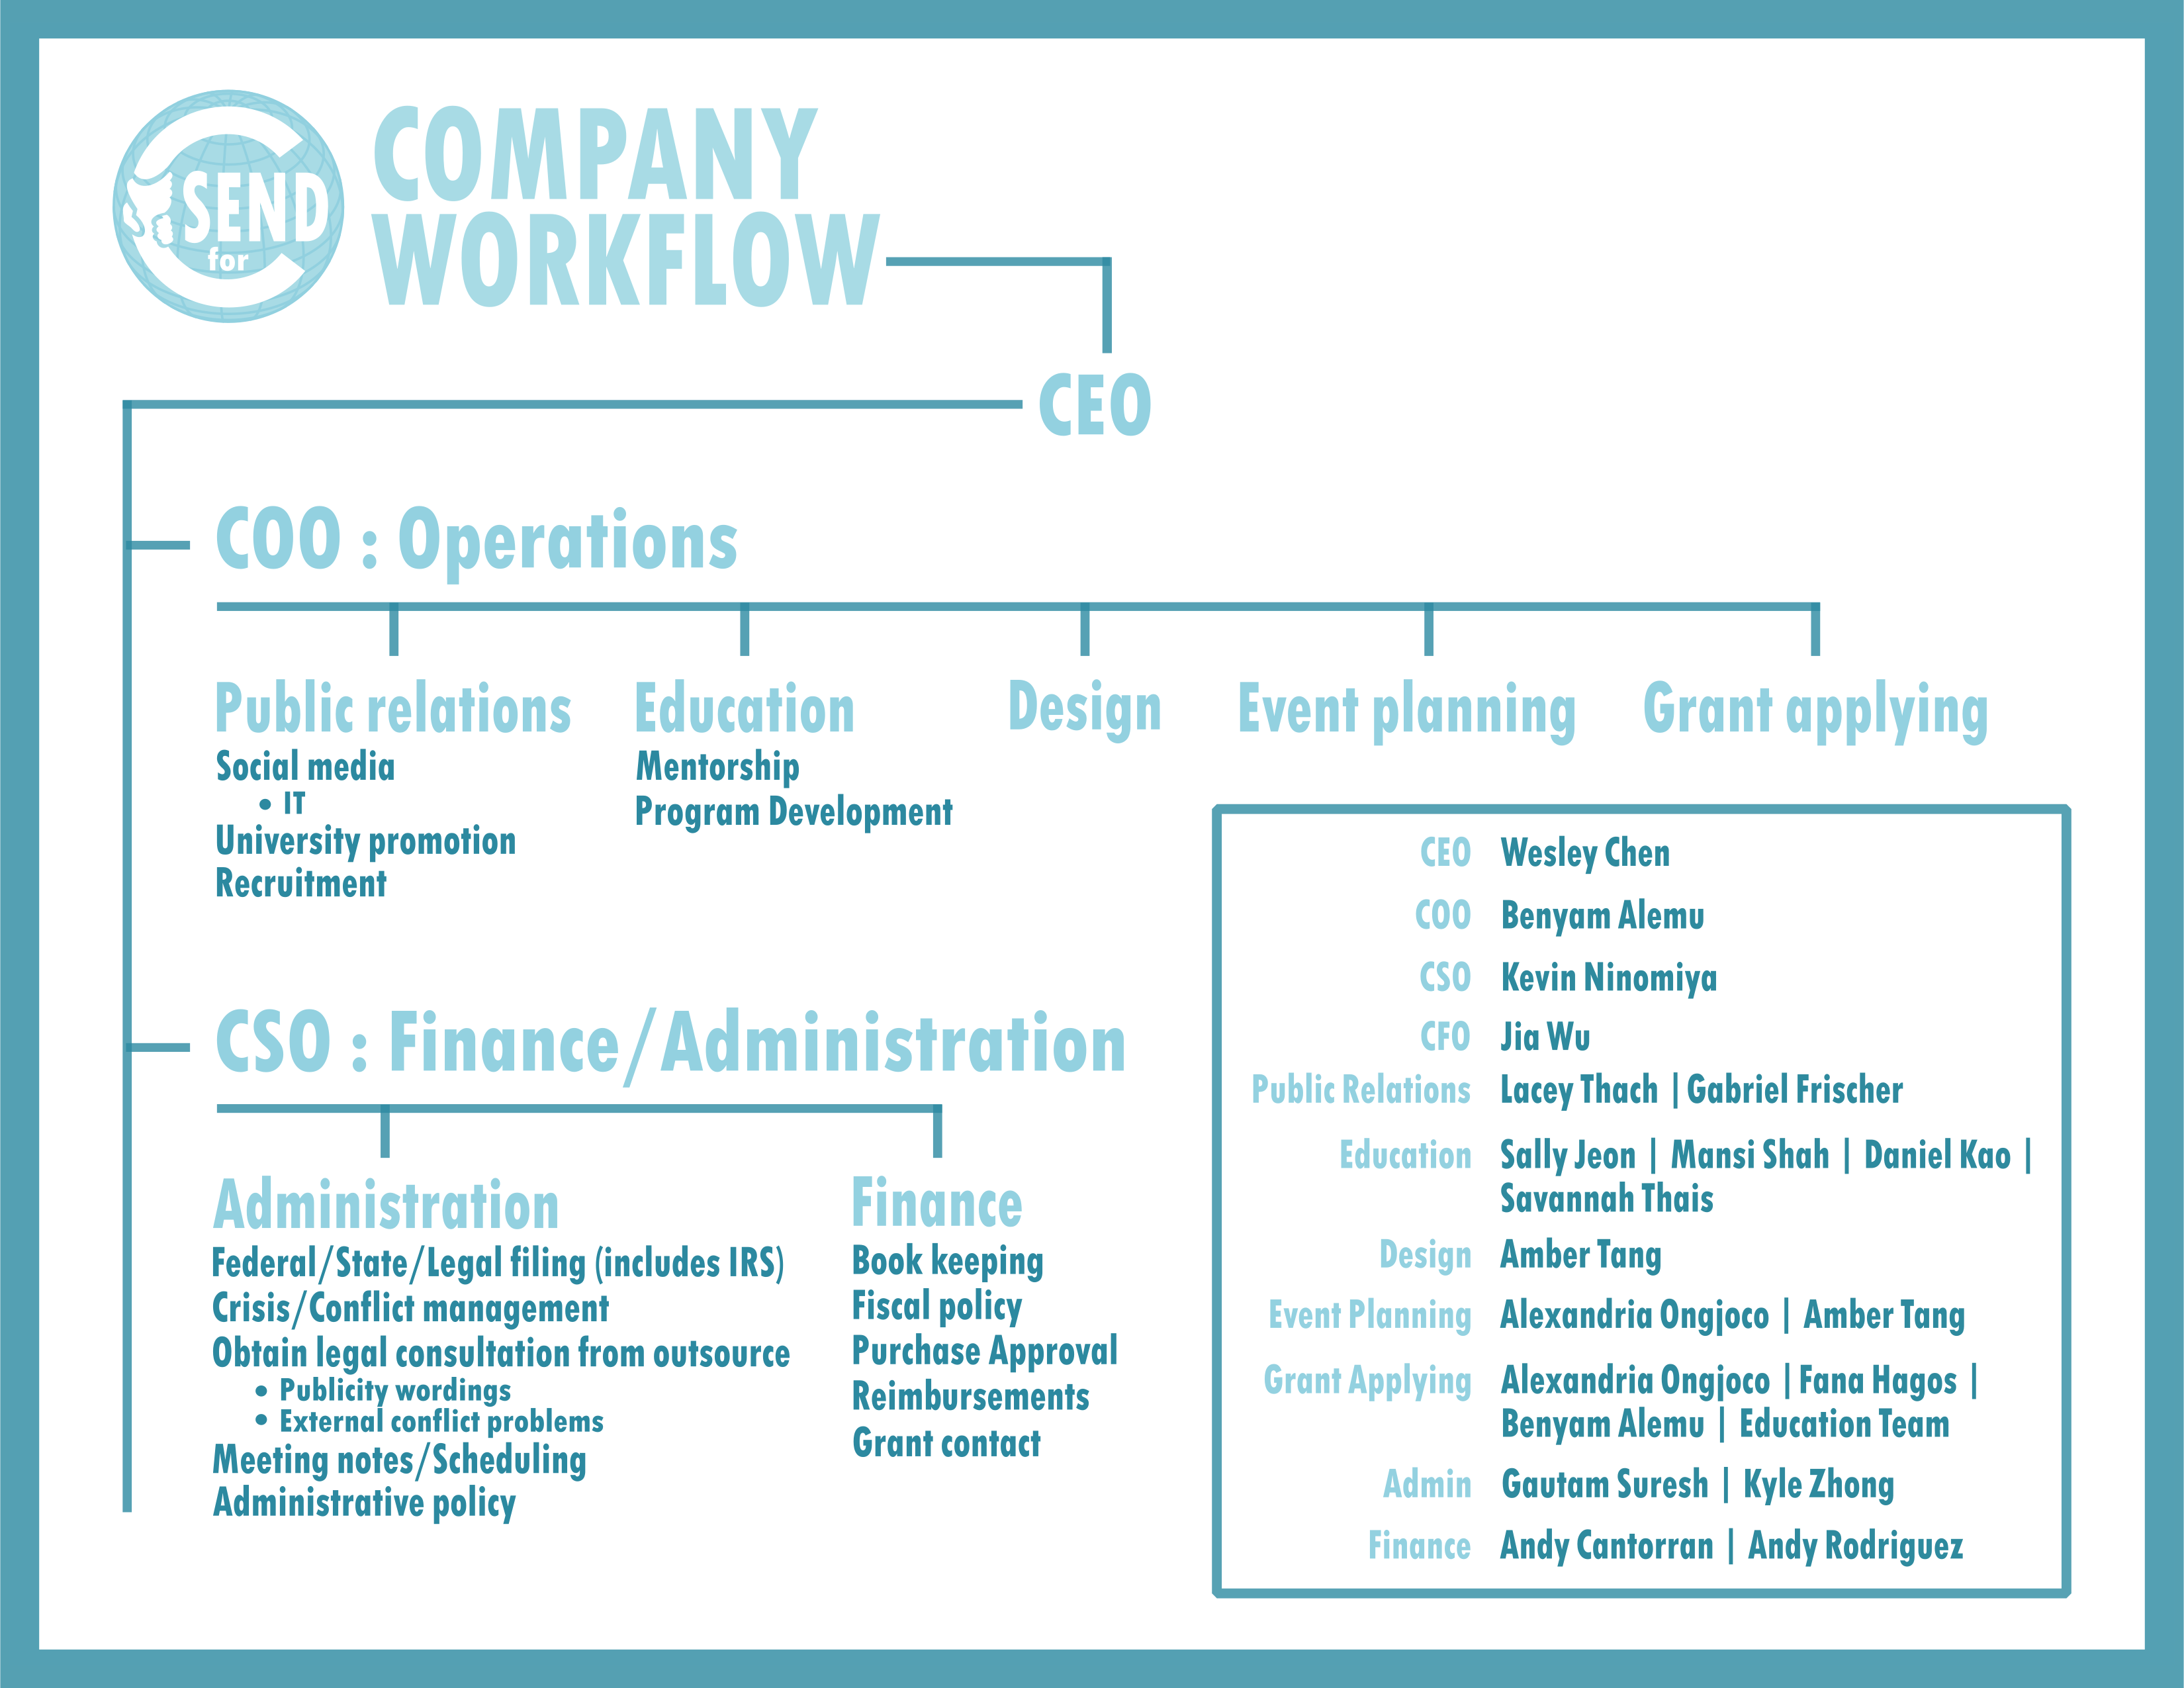 SEND
for
COMPANY
WORKFLOW
CEO
COO : Operations
Public relations
Social media
• IT
University promotion
Recruitment
Education
Mentorship
Program Development
Design
Event planning
Grant applying
CSO : Finance/Administration
Administration
Federal/State/Legal filing (includes IRS)
Crisis/Conflict management
Obtain legal consultation from outsource
• Publicity wordings
• External conflict problems
Meeting notes/Scheduling
Administrative policy
Finance
Book keeping
Fiscal policy
Purchase Approval
Reimbursements
Grant contact
CEO Wesley Chen
COO Benyam Alemu
CSO Kevin Ninomiya
CFO Jia Wu
Public Relations Lacey Thach | Gabriel Frischer
Education Sally Jeon | Mansi Shah | Daniel Kao |
Savannah Thais
Design Amber Tang
Event Planning Alexandria Ongjoco | Amber Tang
Grant Applying Alexandria Ongjoco | Fana Hagos |
Benyam Alemu | Education Team
Admin Gautam Suresh | Kyle Zhong
Finance Andy Cantorran | Andy Rodriguez